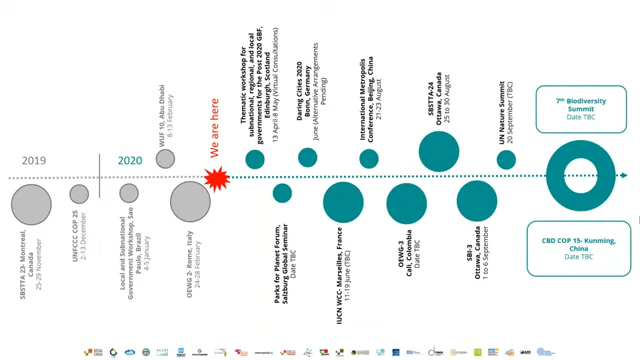 2019
2020
WUF 10, Abu Dhabi
8-13 February
We are here
Thematic workshop for
subnational, regional, and local
governments for the Post 2020 GBF,
Edinburgh, Scotland
13 April-8 May (Virtual Consultations)
Daring Cities 2020
Bonn, Germany
June (Alternative Arrangements
Pending)
International Metropolis
Conference, Beijing, China
21-23 August
SBSTTA-24
Ottawa, Canada
25 to 30 August
UN Nature Summit
20 September (TBC)
7th Biodiversity
Summit
Date TBC
SBSTTA 23- Montreal,
Canada
25-29 November
UNFCCC COP 25
2-13 December
Local and Subnational
Government Workshop, Sao
Paulo, Brazil
4-5 January
OEWG 2- Rome, Italy
24-28 February
Parks for Planet Forum,
Salzburg Global Seminar
Date TBC
IUCN WCC- Marseilles, France
11-19 June (TBC)
OEWG-3
Cali, Colombia
Date TBC
SBI-3
Ottawa, Canada
1 to 6 September
CBD COP 15- Kunming,
China
Date TBC